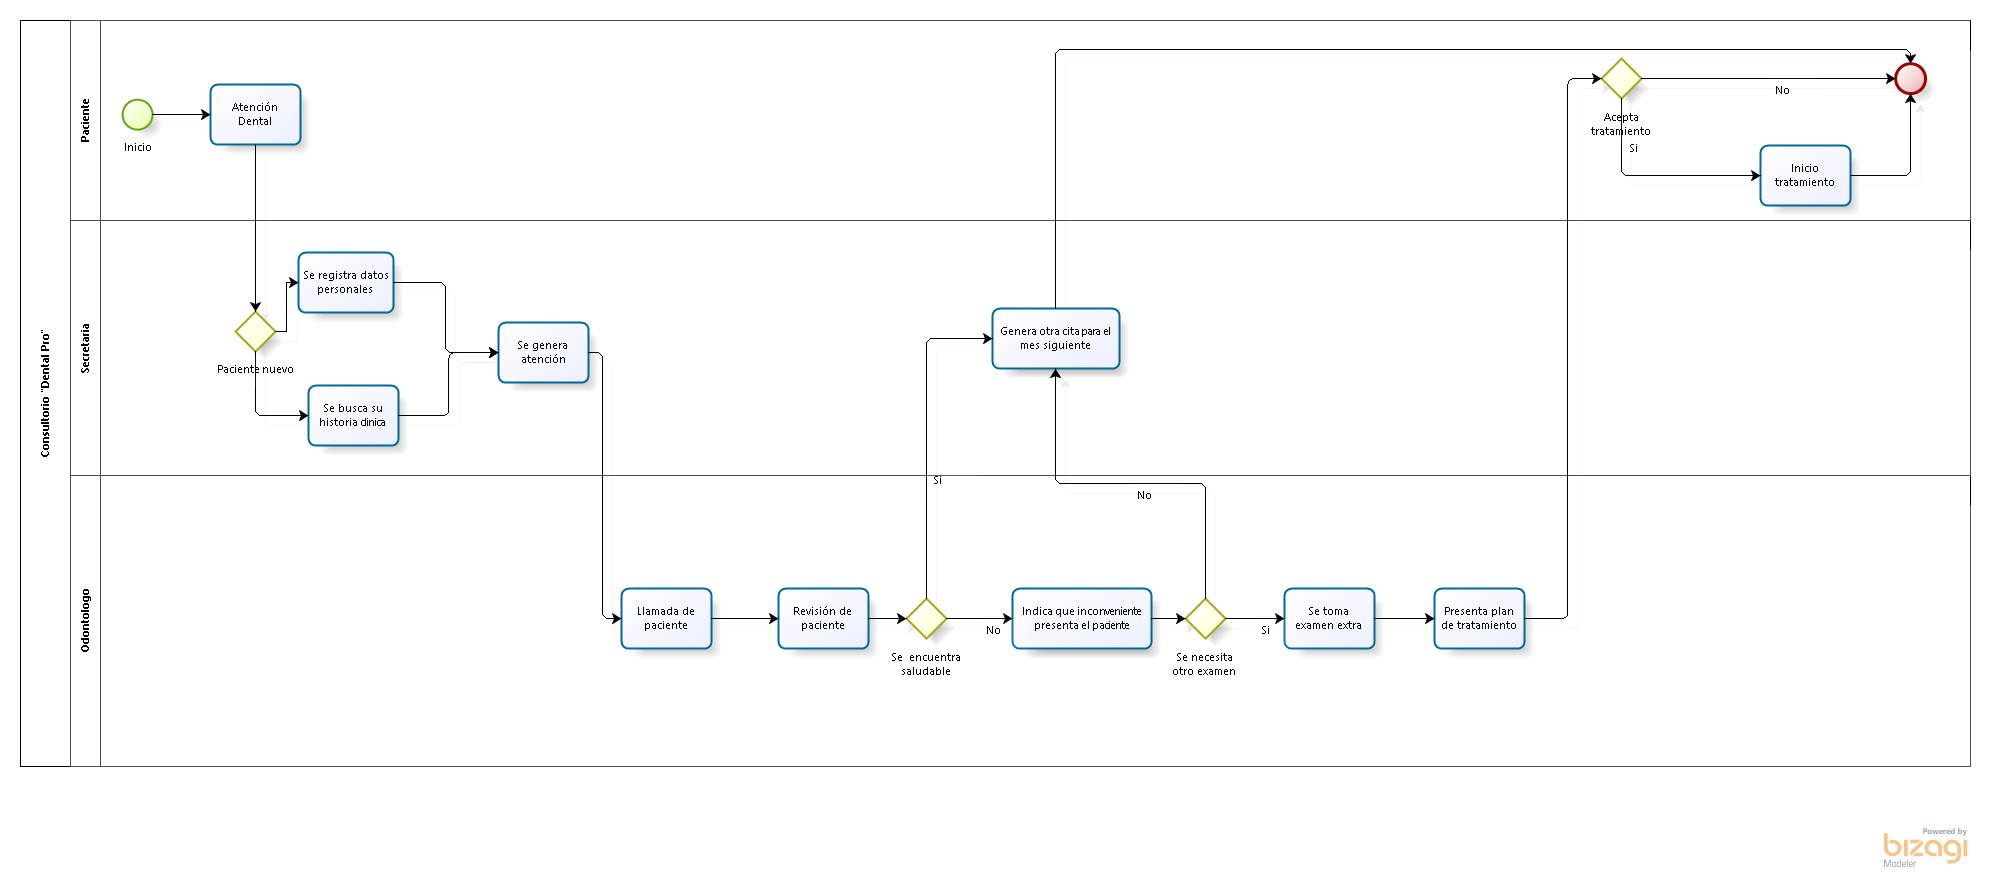 Consultorio "Dental Pro"
Paciente
Inicio
Atención
Dental
Acepta
tratamiento
No
Si
Inicio
tratamiento
Secretaria
Paciente nuevo
Se registra datos
personales
Se busca su
historia clinica
Se genera
atención
Genera otra cita para el
mes siguiente
Si
No
Odontologo
Llamada de
paciente
Revisión de
paciente
Se encuentra
saludable
No
Indica que inconveniente
presenta el paciente
Se necesita
otro examen
Si
Se toma
examen extra
Presenta plan
de tratamiento
Powered by
bizagi
Modeler